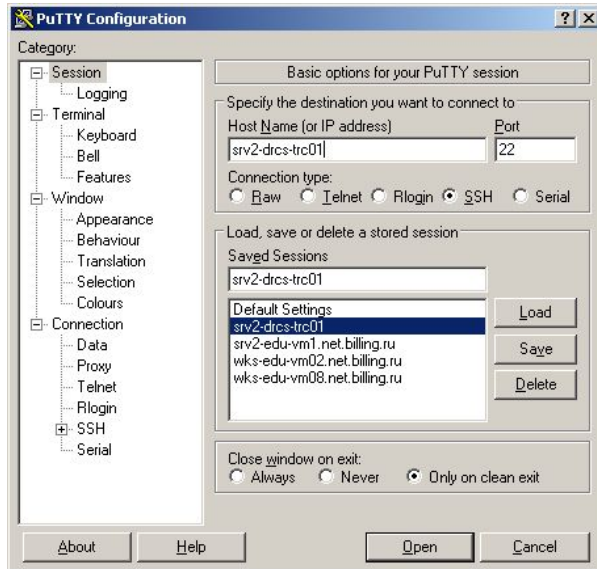 PuTTY Configuration
Category:
Session
Logging
Terminal
Keyboard
Bell
Features
Window
Appearance
Behaviour
Translation
Selection
Colours
Connection
Data
Proxy
Telnet
Rlogin
SSH
Serial
Basic options for your PuTTY session
Specify the destination you want to connect to
Host Name (or IP address) Port
srv2-drcs-trc01 22
Connection type:
Raw Telnet Rlogin SSH Serial
Load, save or delete a stored session
Saved Sessions
srv2-drcs-trc01
Default Settings
srv2-drcs-trc01
srv2-edu-vm1.net.billing.ru
wks-edu-vm02.net.billing.ru
wks-edu-vm08.net.billing.ru
Load
Save
Delete
Close window on exit:
Always Never Only on clean exit
About Help Open Cancel